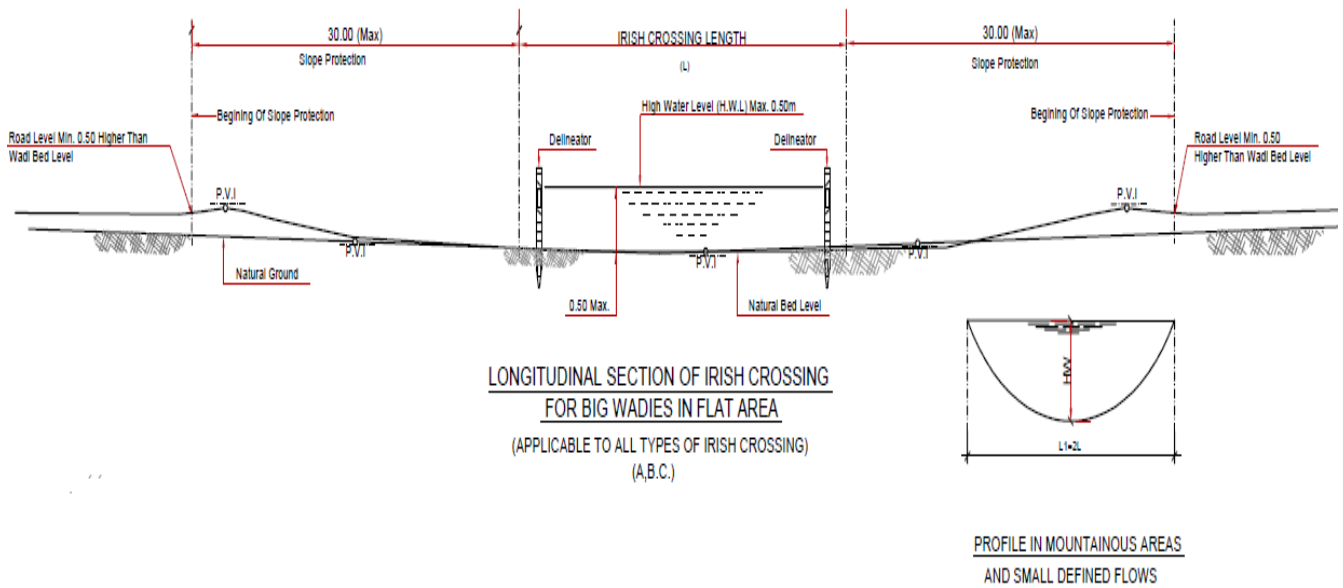 30.00 (Max)
Slope Protection
IRISH CROSSING LENGTH
(L)
30.00 (Max)
Slope Protection
Begining Of Slope Protection
High Water Level (H.W.L) Max. 0.50m
Begining Of Slope Protection
Road Level Min. 0.50 Higher Than
Wadi Bed Level
Delineator
Delineator
Road Level Min. 0.50
Higher Than Wadi Bed Level
P.V.I
P.V.I
P.V.I
P.V.I
P.V.I
Natural Ground
0.50 Max.
Natural Bed Level
LONGITUDINAL SECTION OF IRISH CROSSING
FOR BIG WADIES IN FLAT AREA
(APPLICABLE TO ALL TYPES OF IRISH CROSSING)
(A,B.C.)
HW
L1=2L
PROFILE IN MOUNTAINOUS AREAS
AND SMALL DEFINED FLOWS